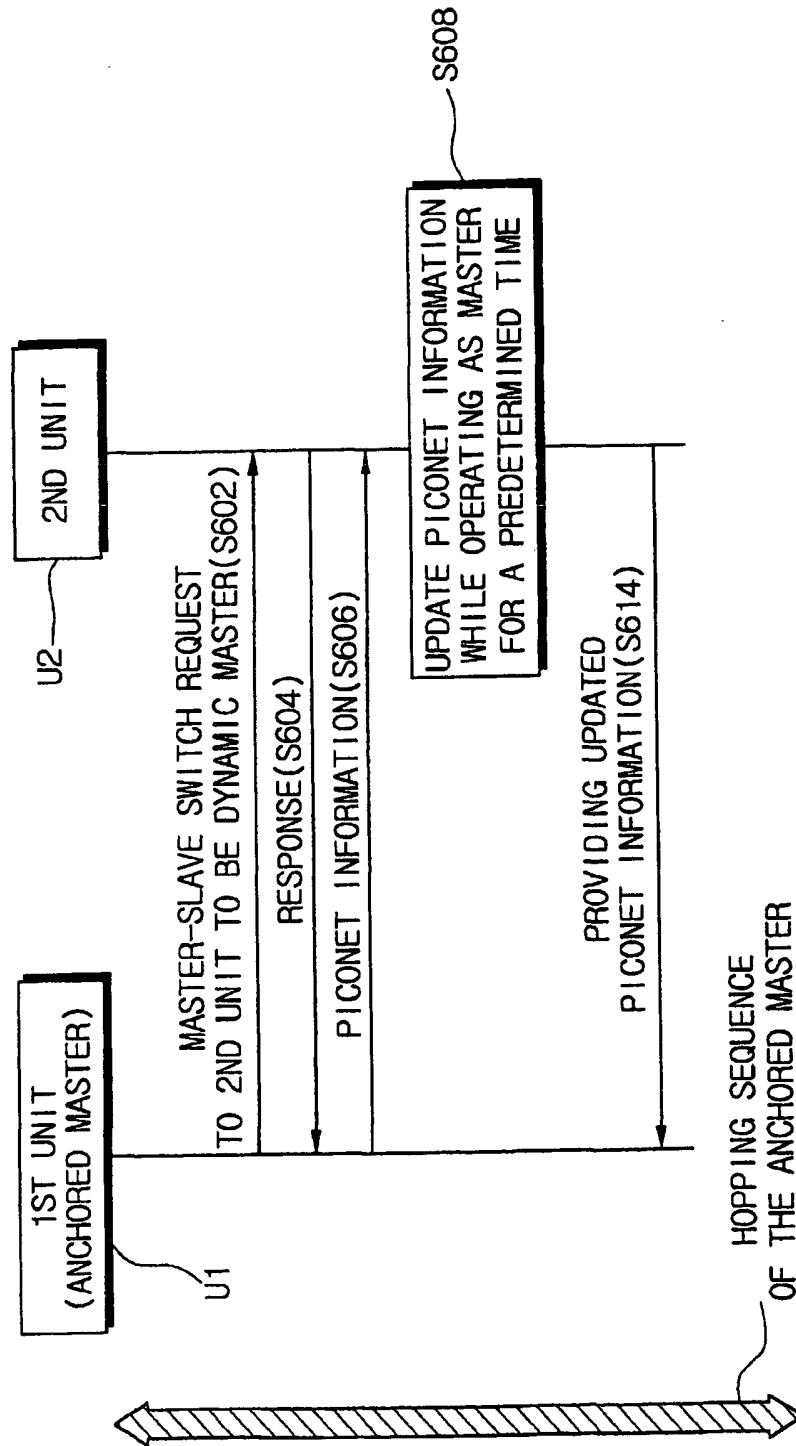 1ST UNIT
(ANCHORED MASTER)
U1
2ND UNIT
U2
MASTER-SLAVE SWITCH REQUEST
TO 2ND UNIT TO BE DYNAMIC MASTER(S602)
RESPONSE(S604)
PICONET INFORMATION(S606)
UPDATE PICONET INFORMATION
WHILE OPERATING AS MASTER
FOR A PREDETERMINED TIME
S608
PROVIDING UPDATED
PICONET INFORMATION(S614)
HOPPING SEQUENCE
OF THE ANCHORED MASTER